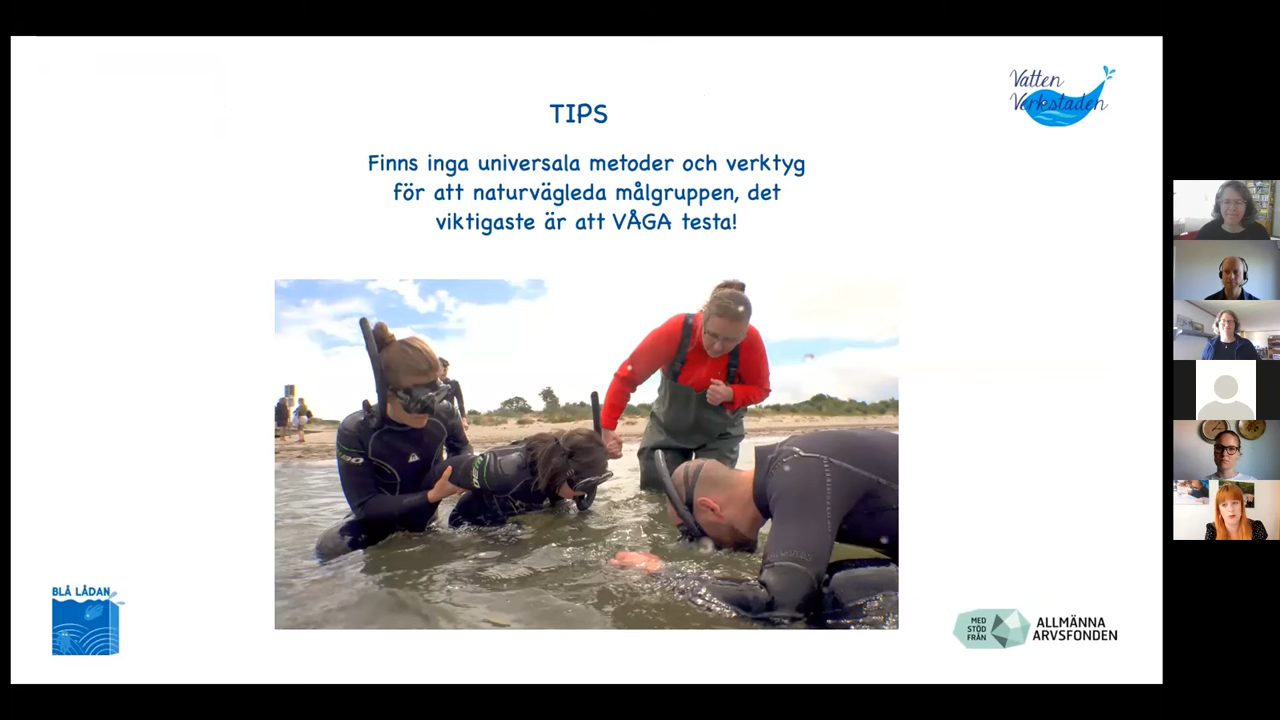 Vatten
Verkstaden
TIPS
Finns inga universala metoder och verktyg
för att naturvägleda målgruppen, det
viktigaste är att VÅGA testa!
BLÅ LÅDAN
MED
STÖD
FRÅN
ALLMÄNNA
ARVSFONDEN